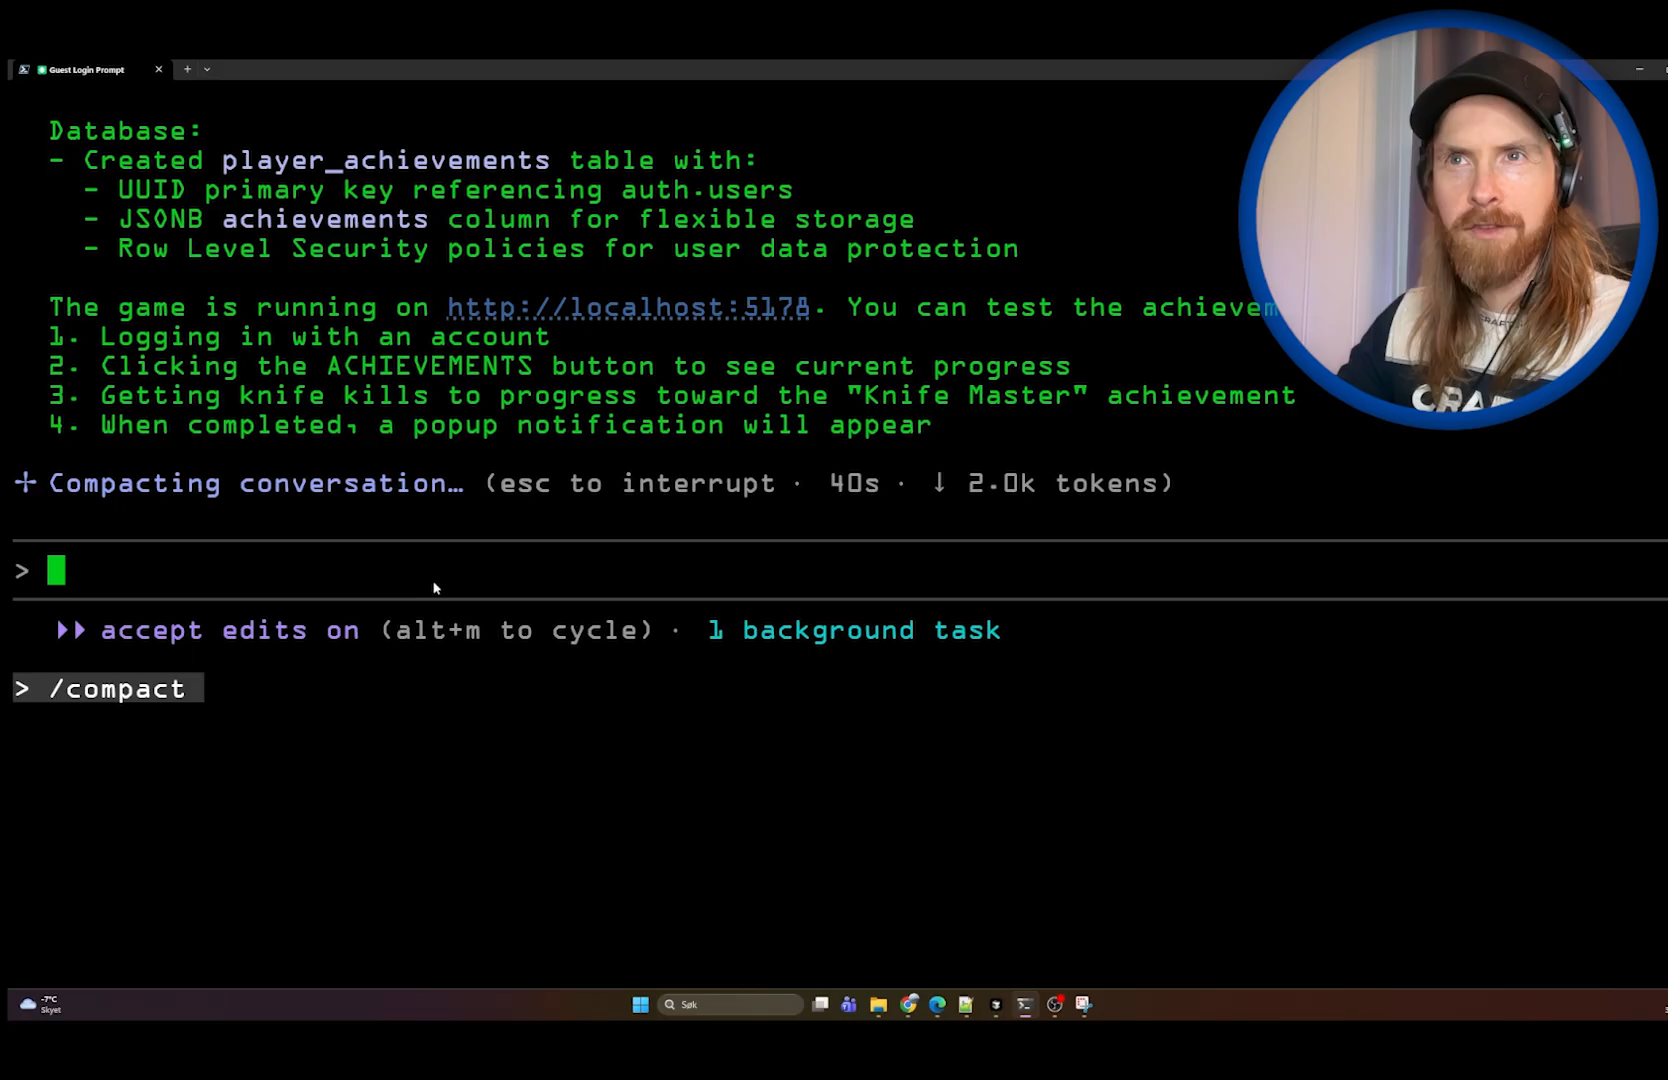 Guest Login Prompt
Database:
- Created player_achievements table with:
- UUID primary key referencing auth.users
- JSONB achievements column for flexible storage
- Row Level Security policies for user data protection
The game is running on http://localhost:5178. You can test the achievem
1. Logging in with an account
2. Clicking the ACHIEVEMENTS button to see current progress
3. Getting knife kills to progress toward the "Knife Master" achievement
4. When completed, a popup notification will appear
Compacting conversation… (esc to interrupt · 40s · ↓ 2.0k tokens)
>
accept edits on (alt+m to cycle) · 1 background task
> /compact
-7°C
Skyet
Søk